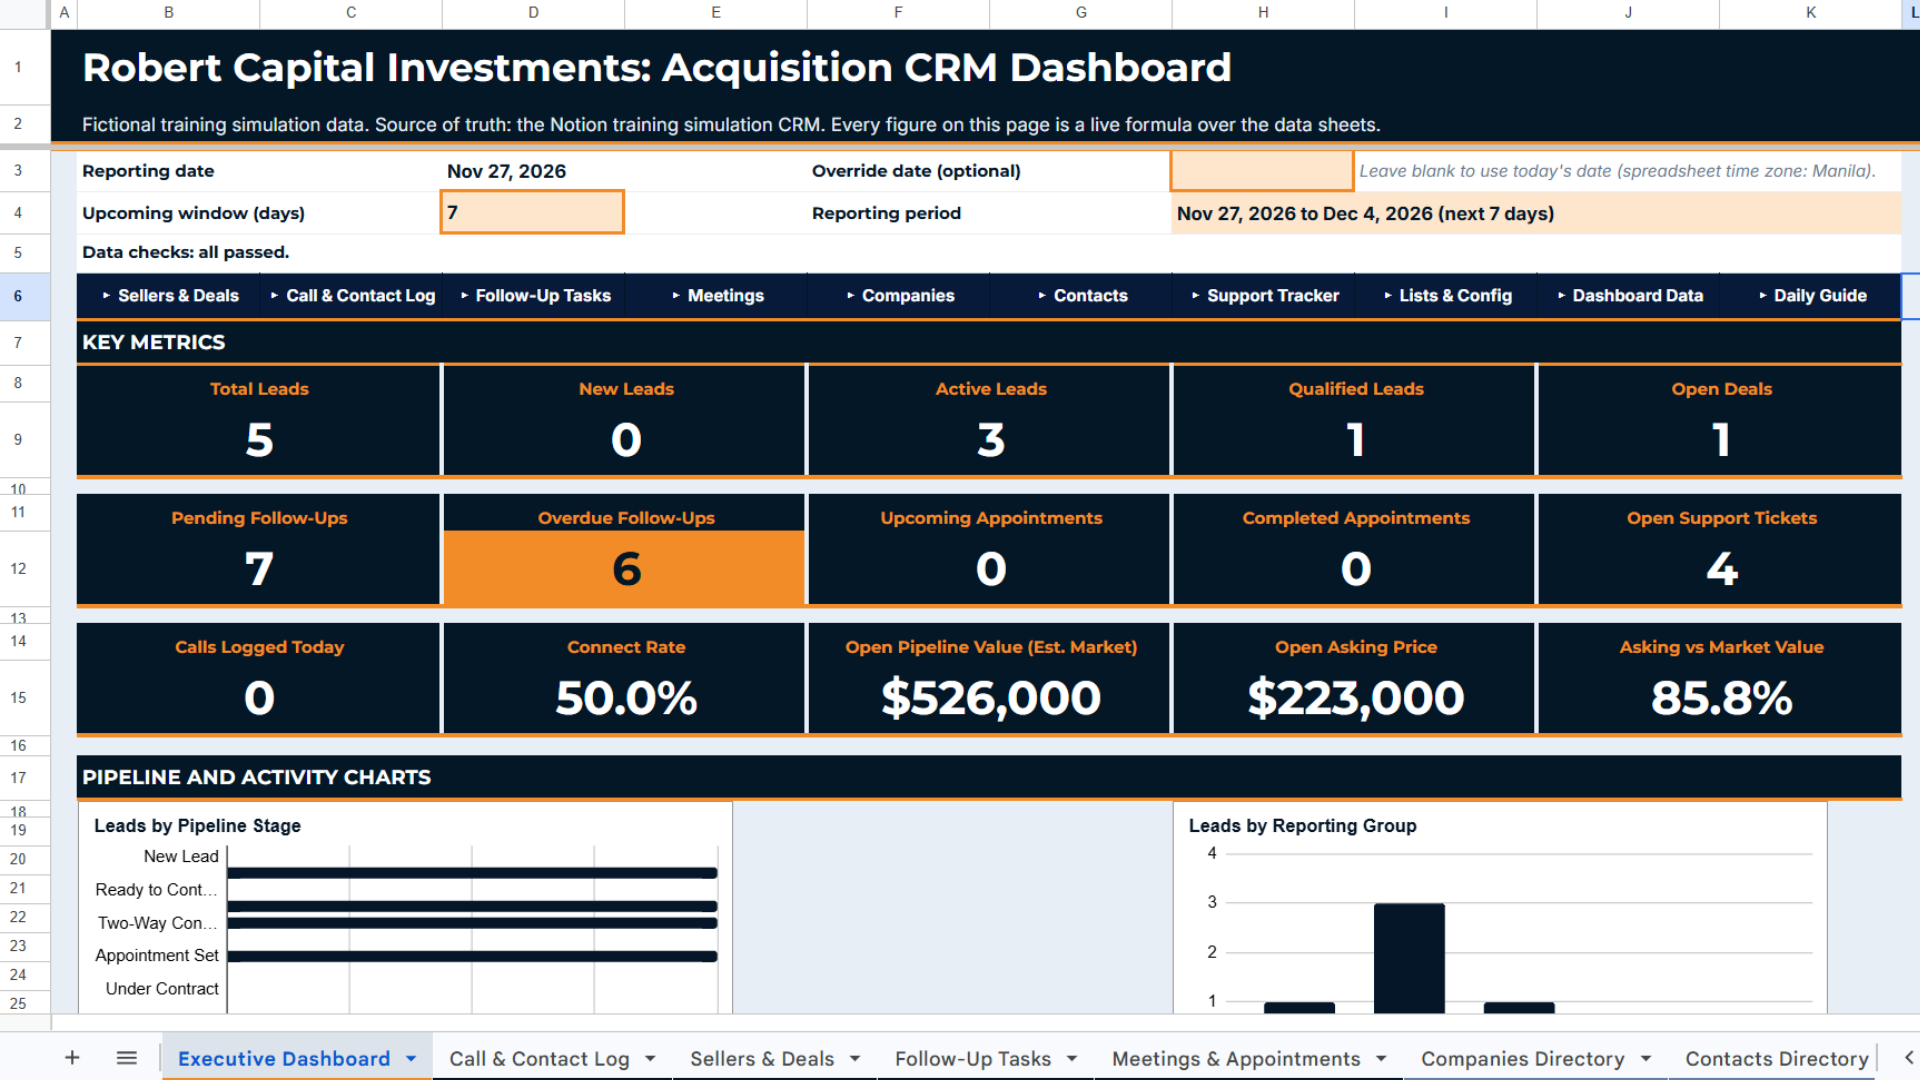 A B C D E F G H I J K L
1 Robert Capital Investments: Acquisition CRM Dashboard
2 Fictional training simulation data. Source of truth: the Notion training simulation CRM. Every figure on this page is a live formula over the data sheets.
3 Reporting date Nov 27, 2026 Override date (optional) Leave blank to use today's date (spreadsheet time zone: Manila).
4 Upcoming window (days) 7 Reporting period Nov 27, 2026 to Dec 4, 2026 (next 7 days)
5 Data checks: all passed.
6 ► Sellers & Deals ► Call & Contact Log ► Follow-Up Tasks ► Meetings ► Companies ► Contacts ► Support Tracker ► Lists & Config ► Dashboard Data ► Daily Guide
7 KEY METRICS
8 Total Leads New Leads Active Leads Qualified Leads Open Deals
9 5 0 3 1 1
10
11 Pending Follow-Ups Overdue Follow-Ups Upcoming Appointments Completed Appointments Open Support Tickets
12 7 6 0 0 4
13
14 Calls Logged Today Connect Rate Open Pipeline Value (Est. Market) Open Asking Price Asking vs Market Value
15 0 50.0% $526,000 $223,000 85.8%
16
17 PIPELINE AND ACTIVITY CHARTS
18
19 Leads by Pipeline Stage Leads by Reporting Group
20 New Lead 4
21 Ready to Cont...
22 Two-Way Con... 3
23 Appointment Set 2
24 Under Contract
25 1
+ Executive Dashboard Call & Contact Log Sellers & Deals Follow-Up Tasks Meetings & Appointments Companies Directory Contacts Directory